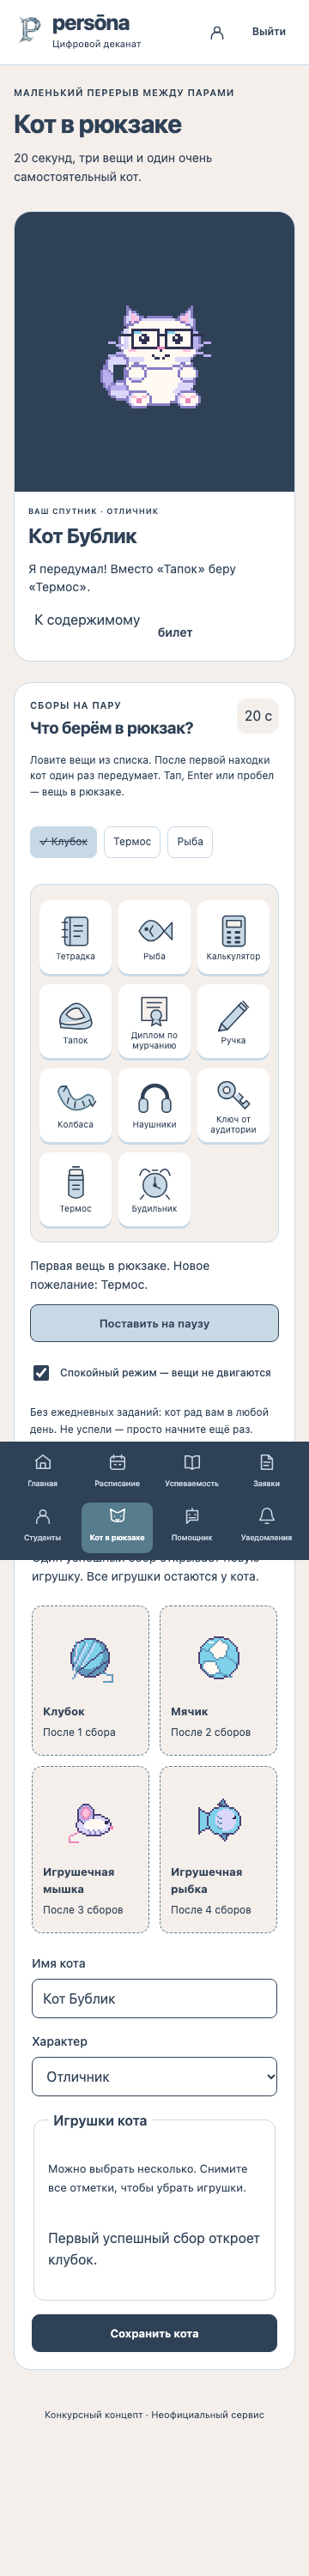 persōna
Цифровой деканат
Выйти
МАЛЕНЬКИЙ ПЕРЕРЫВ МЕЖДУ ПАРАМИ
Кот в рюкзаке
20 секунд, три вещи и один очень
самостоятельный кот.
ВАШ СПУТНИК · ОТЛИЧНИК
Кот Бублик
Я передумал! Вместо «Тапок» беру
«Термос».
К содержимому
билет
СБОРЫ НА ПАРУ
20 с
Что берём в рюкзак?
Ловите вещи из списка. После первой находки
кот один раз передумает. Тап, Enter или пробел
— вещь в рюкзаке.
✓ Клубок
Термос
Рыба
Тетрадка
Рыба
Калькулятор
Тапок
Диплом по
мурчанию
Ручка
Колбаса
Наушники
Ключ от
аудитории
Термос
Будильник
Первая вещь в рюкзаке. Новое
пожелание: Термос.
Поставить на паузу
Спокойный режим — вещи не двигаются
Без ежедневных заданий: кот рад вам в любой
день. Не успели — просто начните ещё раз.
Главная
Расписание
Успеваемость
Заявки
Студенты
Кот в рюкзаке
Помощник
Уведомления
Один успешный сбор открывает новую
игрушку. Все игрушки остаются у кота.
Клубок
После 1 сбора
Мячик
После 2 сборов
Игрушечная
мышка
После 3 сборов
Игрушечная
рыбка
После 4 сборов
Имя кота
Кот Бублик
Характер
Отличник
Игрушки кота
Можно выбрать несколько. Снимите
все отметки, чтобы убрать игрушки.
Первый успешный сбор откроет
клубок.
Сохранить кота
Конкурсный концепт · Неофициальный сервис